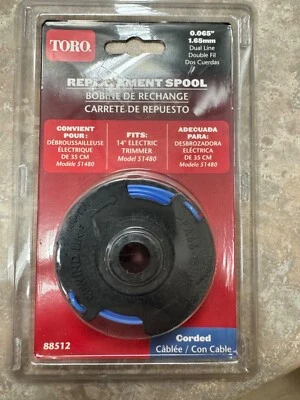 TORO
0.065"
1.65mm
Dual Line
Double Fil
Dos Cuerdas
REPLACEMENT SPOOL
BOBINE DE RECHANGE
CARRETE DE REPUESTO
CONVIENT
POUR:
DÉBROUSSAILLEUSE
ÉLECTRIQUE
DE 35 CM
Modèle 51480
FITS:
14" ELECTRIC
TRIMMER
Model 51480
ADECUADA
PARA:
DESBROZADORA
ELÉCTRICA
DE 35 CM
Modelo 51480
WIND LINE
88512
Corded
Câblée / Con Cable